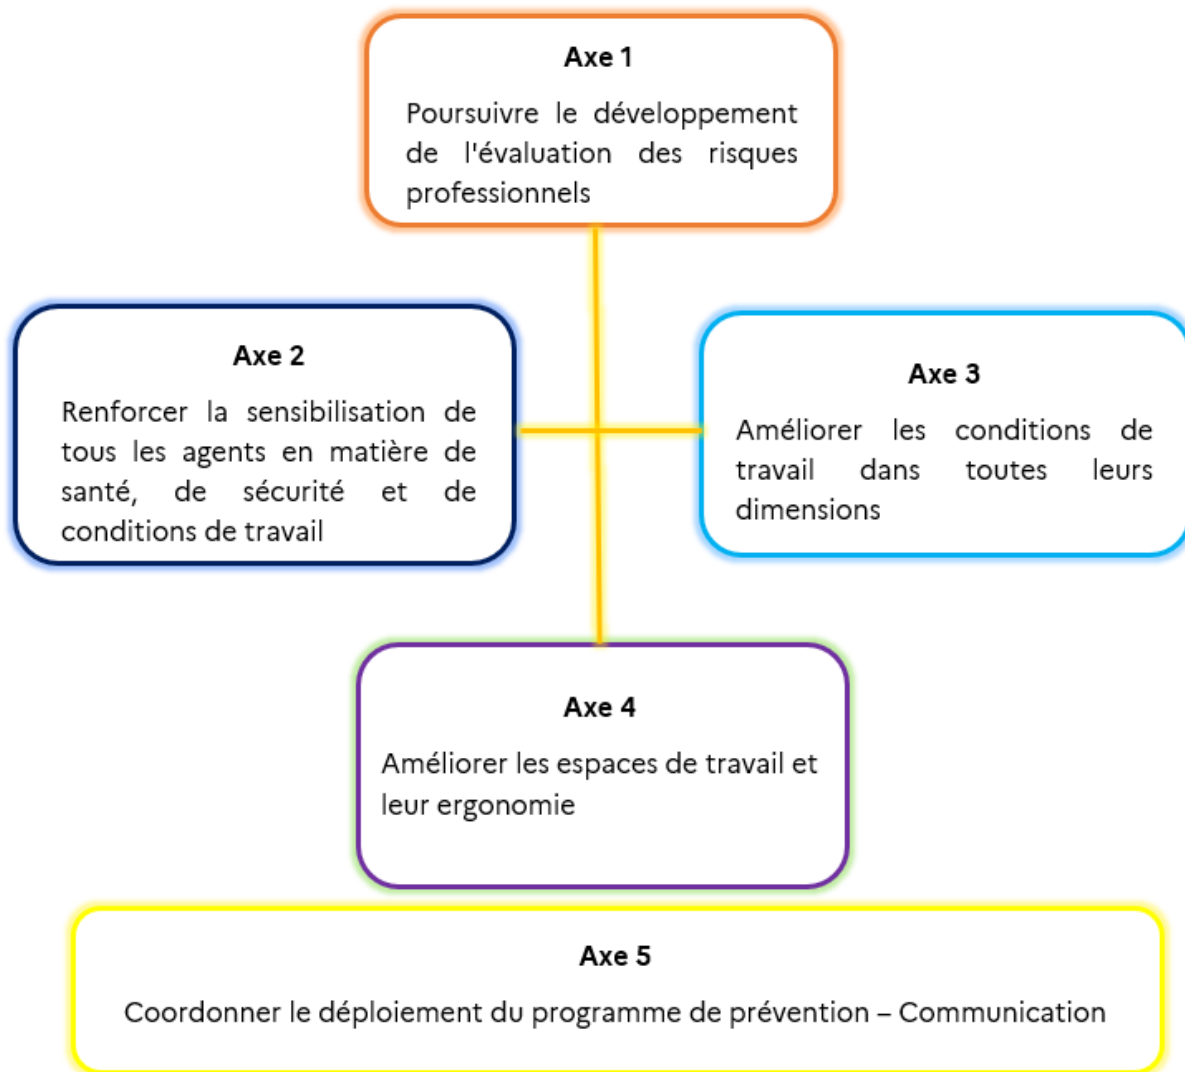 Axe 1
Poursuivre le développement
de l'évaluation des risques
professionnels
Axe 2
Renforcer la sensibilisation de
tous les agents en matière de
santé, de sécurité et de
conditions de travail
Axe 3
Améliorer les conditions de
travail dans toutes leurs
dimensions
Axe 4
Améliorer les espaces de travail et
leur ergonomie
Axe 5
Coordonner le déploiement du programme de prévention – Communication